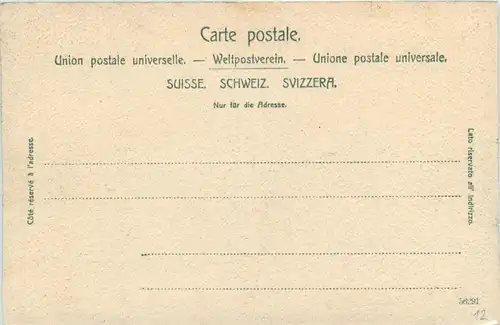 Carte postale.
Union postale universelle. — Weltpostverein. — Unione postale universale.
SUISSE. SCHWEIZ. SVIZZERA.
Nur für die Adresse.
Côté réservé à l'adresse.
Lato riservato all' indirizzo.
12